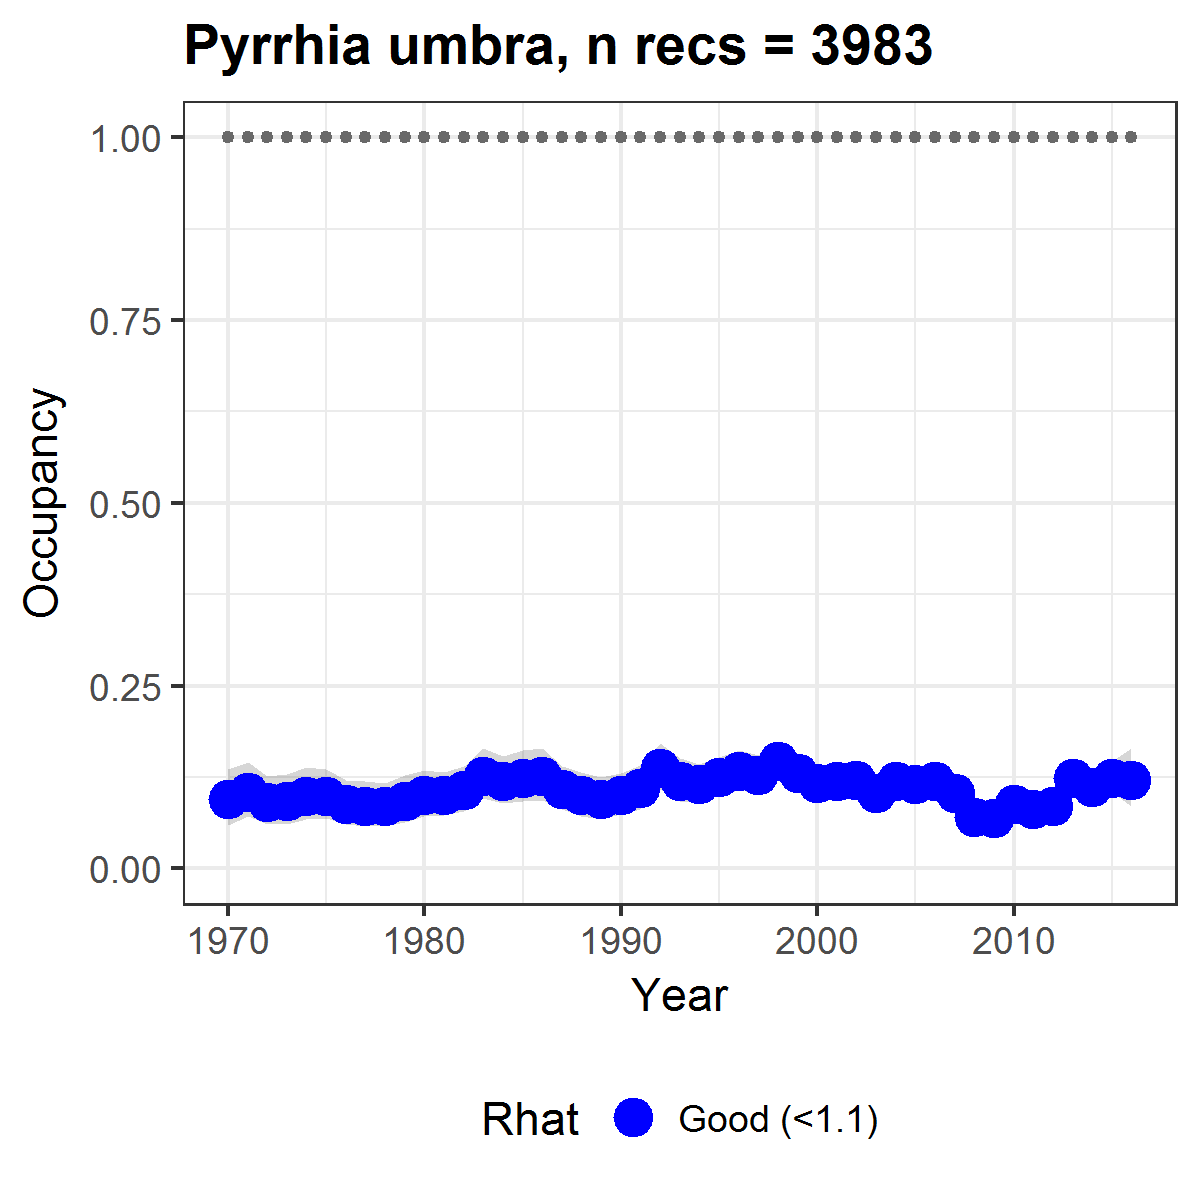 Pyrrhia umbra, n recs = 3983
1.00
0.75
0.50
0.25
0.00
Occupancy
1970 1980 1990 2000 2010
Year
Rhat Good (<1.1)